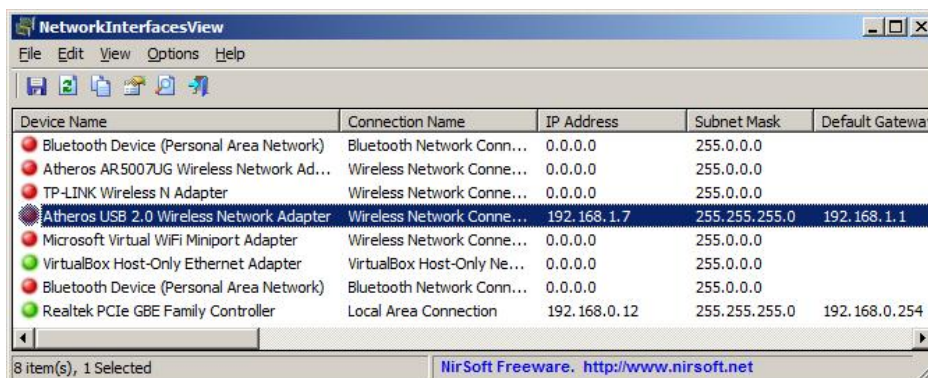 NetworkInterfacesView
File Edit View Options Help
Device Name Connection Name IP Address Subnet Mask Default Gatewa
Bluetooth Device (Personal Area Network) Bluetooth Network Conn... 0.0.0.0 255.0.0.0
Atheros AR5007UG Wireless Network Ad... Wireless Network Conne... 0.0.0.0 255.0.0.0
TP-LINK Wireless N Adapter Wireless Network Conne... 0.0.0.0 255.0.0.0
Atheros USB 2.0 Wireless Network Adapter Wireless Network Conne... 192.168.1.7 255.255.255.0 192.168.1.1
Microsoft Virtual WiFi Miniport Adapter Wireless Network Conne... 0.0.0.0 255.0.0.0
VirtualBox Host-Only Ethernet Adapter VirtualBox Host-Only Ne... 0.0.0.0 255.0.0.0
Bluetooth Device (Personal Area Network) Bluetooth Network Conn... 0.0.0.0 255.0.0.0
Realtek PCIe GBE Family Controller Local Area Connection 192.168.0.12 255.255.255.0 192.168.0.254
8 item(s), 1 Selected NirSoft Freeware. http://www.nirsoft.net